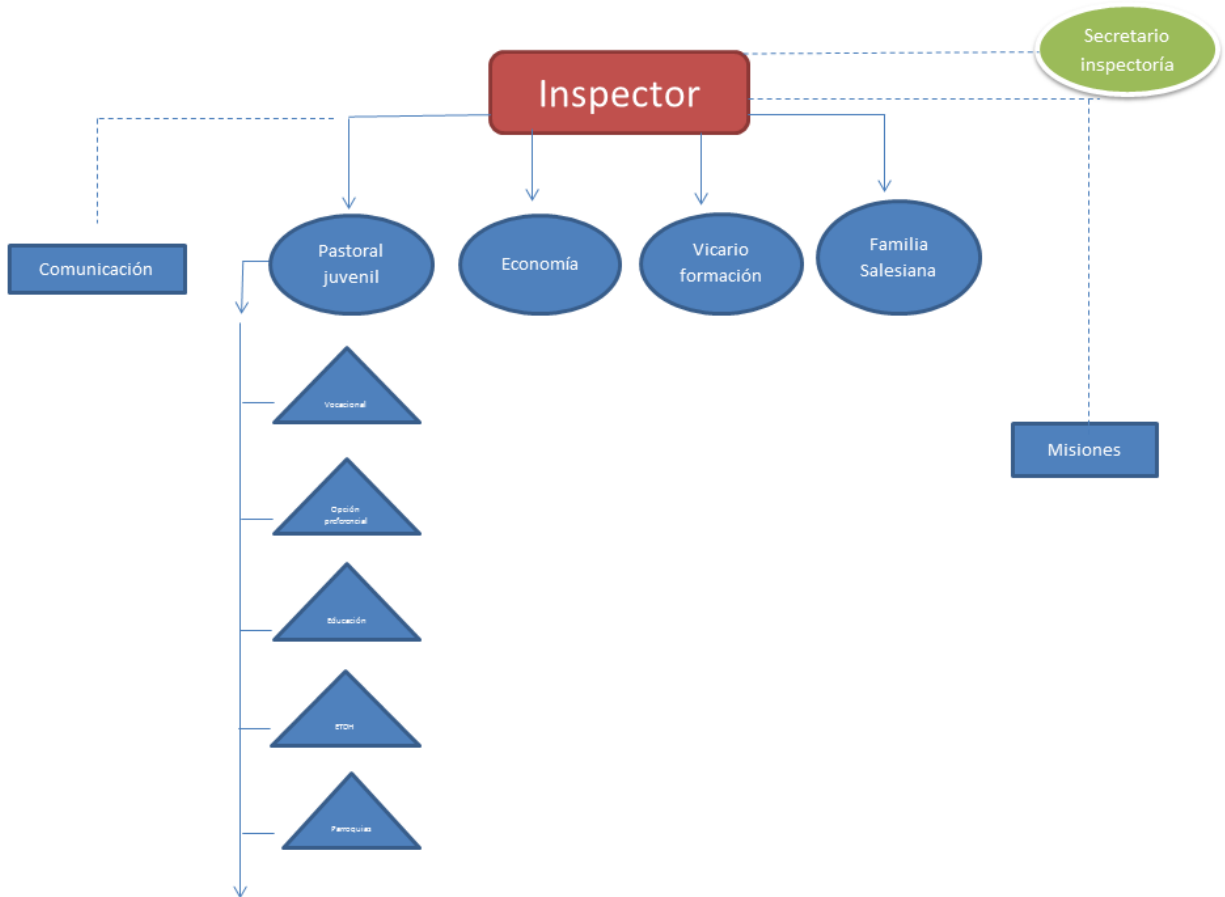 Secretario
inspectoría
Inspector
Comunicación
Pastoral
juvenil
Economía
Vicario
formación
Familia
Salesiana
Vocacional
Opción
preferencial
Misiones
Educación
ETDH
Parroquias